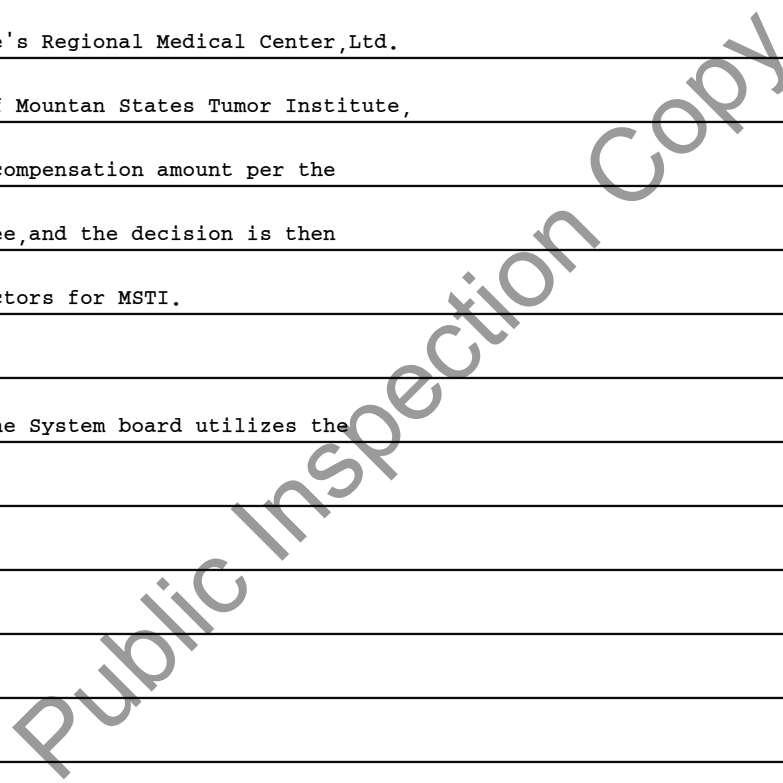 e's Regional Medical Center,Ltd.
f Mountan States Tumor Institute,
compensation amount per the
ee,and the decision is then
ctors for MSTI.
he System board utilizes the
Public Inspection Copy